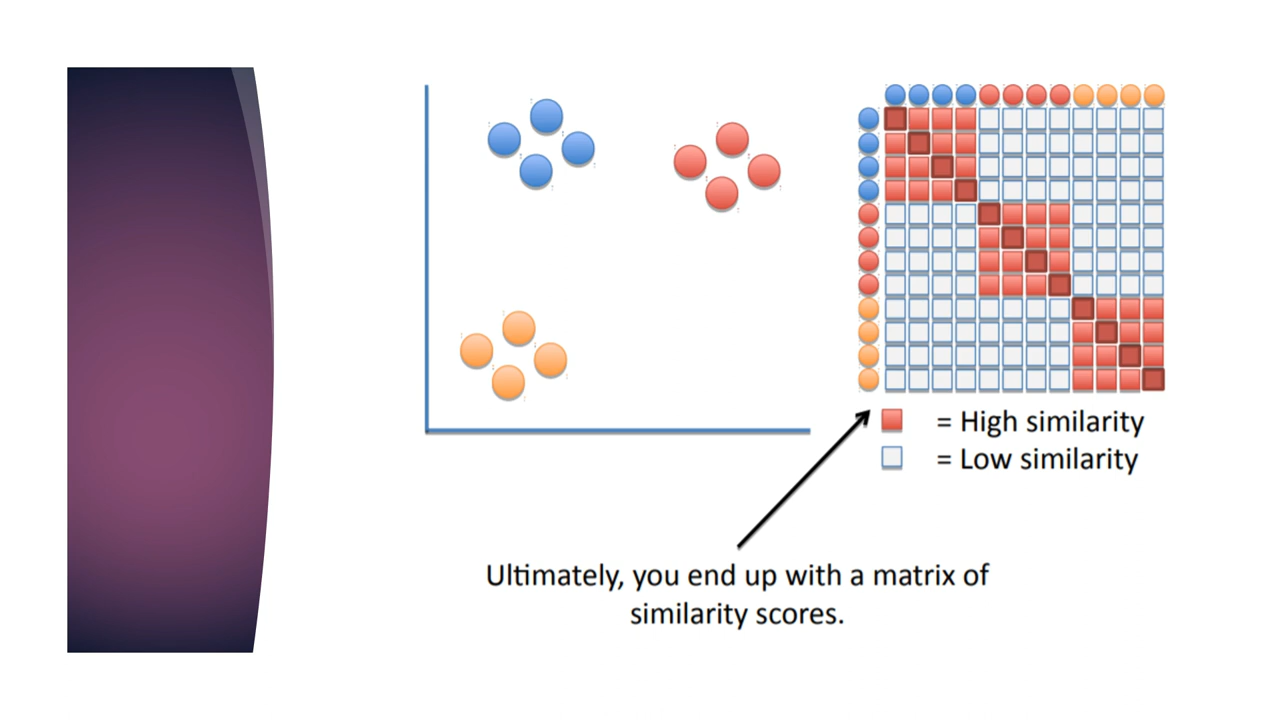 = High similarity
= Low similarity
Ultimately, you end up with a matrix of
similarity scores.